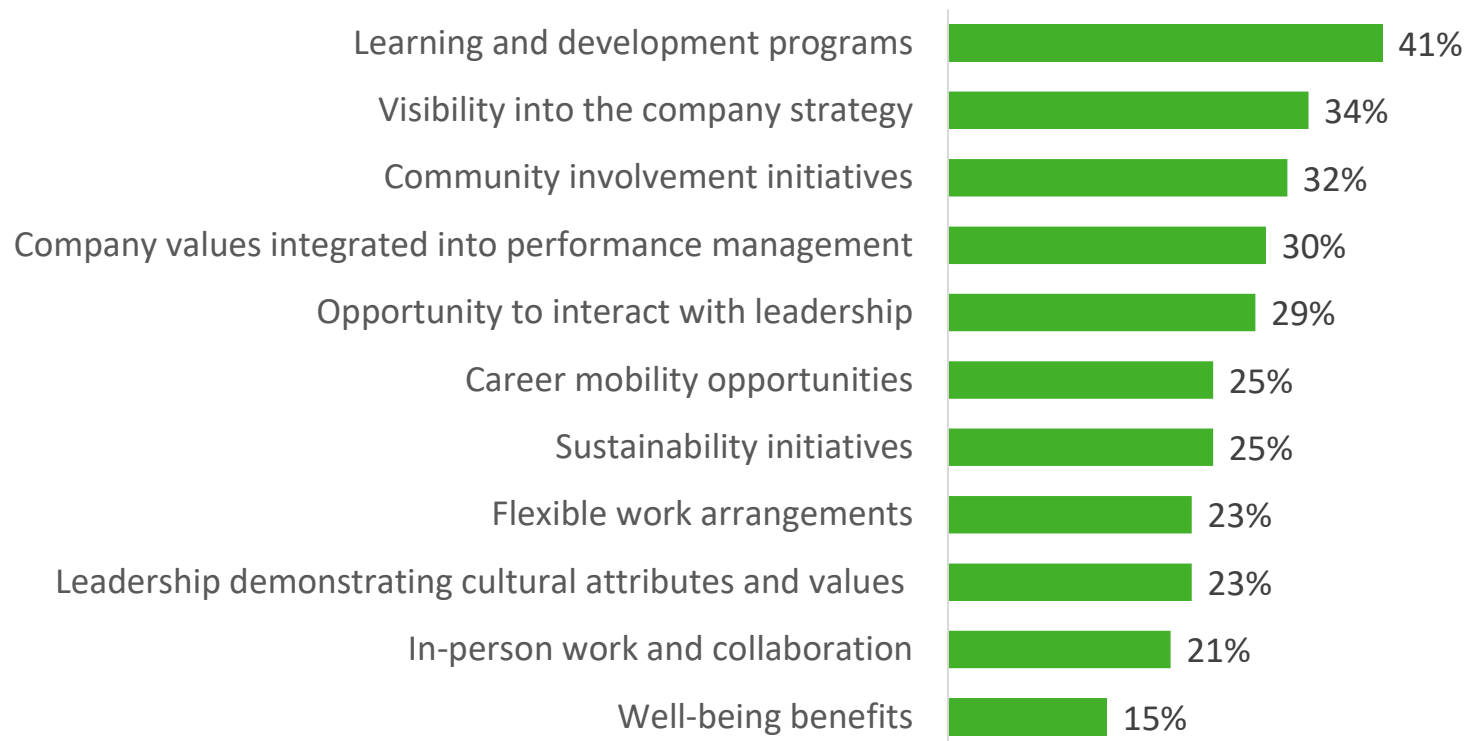 Learning and development programs 41%
Visibility into the company strategy 34%
Community involvement initiatives 32%
Company values integrated into performance management 30%
Opportunity to interact with leadership 29%
Career mobility opportunities 25%
Sustainability initiatives 25%
Flexible work arrangements 23%
Leadership demonstrating cultural attributes and values 23%
In-person work and collaboration 21%
Well-being benefits 15%